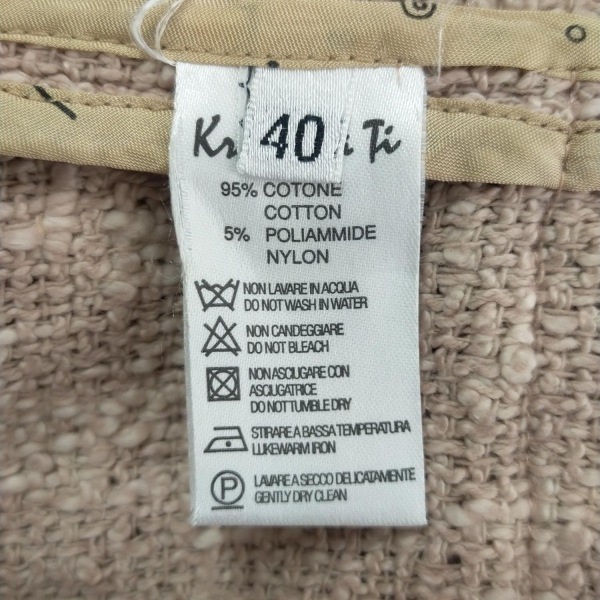 40
Ti
95% COTONE
COTTON
5% POLIAMMIDE
NYLON
NON LAVARE IN ACQUA
DO NOT WASH IN WATER
NON CANDEGGIARE
DO NOT BLEACH
NON ASCIUGARE CON
ASCIUGATRICE
DO NOT TUMBLE DRY
STIRARE A BASSA TEMPERATURA
LUKEWARM IRON
P LAVARE A SECCO DELICATAMENTE
GENTLY DRY CLEAN